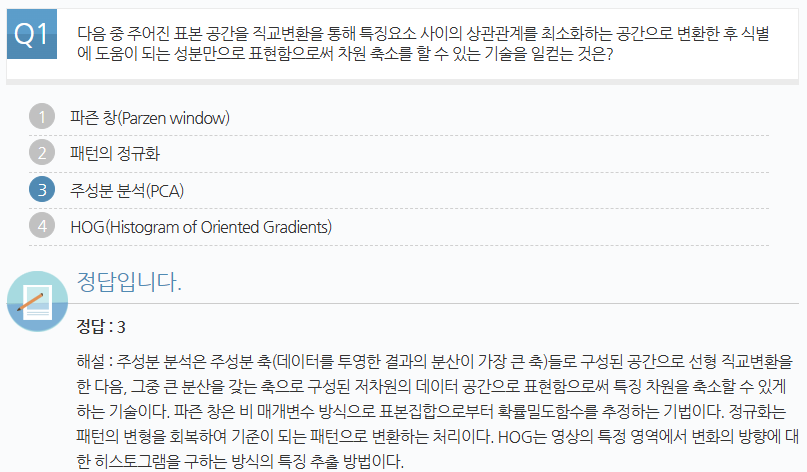 Q1
다음 중 주어진 표본 공간을 직교변환을 통해 특징요소 사이의 상관관계를 최소화하는 공간으로 변환한 후 식별
에 도움이 되는 성분만으로 표현함으로써 차원 축소를 할 수 있는 기술을 일컫는 것은?
1 파즌 창(Parzen window)
2 패턴의 정규화
3 주성분 분석(PCA)
4 HOG(Histogram of Oriented Gradients)
정답입니다.
정답 : 3
해설 : 주성분 분석은 주성분 축(데이터를 투영한 결과의 분산이 가장 큰 축)들로 구성된 공간으로 선형 직교변환을
한 다음, 그중 큰 분산을 갖는 축으로 구성된 저차원의 데이터 공간으로 표현함으로써 특징 차원을 축소할 수 있게
하는 기술이다. 파즌 창은 비 매개변수 방식으로 표본집합으로부터 확률밀도함수를 추정하는 기법이다. 정규화는
패턴의 변형을 회복하여 기준이 되는 패턴으로 변환하는 처리이다. HOG는 영상의 특정 영역에서 변화의 방향에 대
한 히스토그램을 구하는 방식의 특징 추출 방법이다.